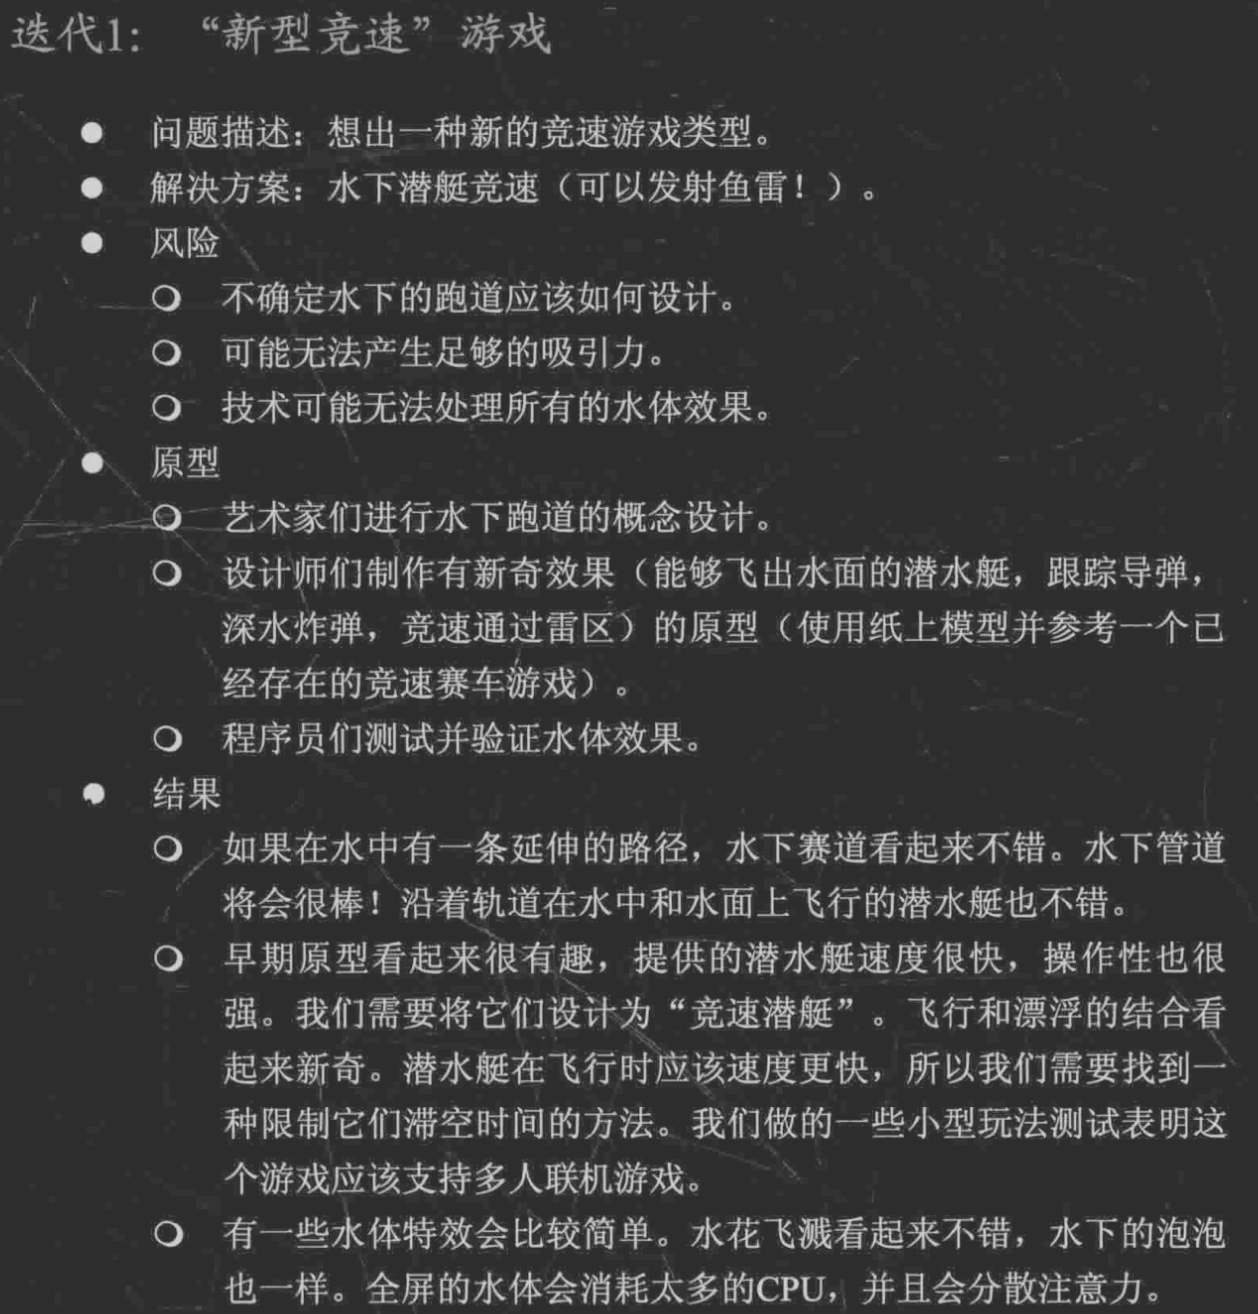 迭代1: “新型竞速”游戏
● 问题描述：想出一种新的竞速游戏类型。
● 解决方案：水下潜艇竞速（可以发射鱼雷！）。
● 风险
○ 不确定水下的跑道应该如何设计。
○ 可能无法产生足够的吸引力。
○ 技术可能无法处理所有的水体效果。
● 原型
○ 艺术家们进行水下跑道的概念设计。
○ 设计师们制作有新奇效果（能够飞出水面的潜水艇，跟踪导弹，
深水炸弹，竞速通过雷区）的原型（使用纸上模型并参考一个已
经存在的竞速赛车游戏）。
○ 程序员们测试并验证水体效果。
● 结果
○ 如果在水中有一条延伸的路径，水下赛道看起来不错。水下管道
将会很棒！沿着轨道在水中和水面上飞行的潜水艇也不错。
○ 早期原型看起来很有趣，提供的潜水艇速度很快，操作性也很
强。我们需要将它们设计为“竞速潜艇”。飞行和漂浮的结合看
起来新奇。潜水艇在飞行时应该速度更快，所以我们需要找到一
种限制它们滞空时间的方法。我们做的一些小型玩法测试表明这
个游戏应该支持多人联机游戏。
○ 有一些水体特效会比较简单。水花飞溅看起来不错，水下的泡泡
也一样。全屏的水体会消耗太多的CPU，并且会分散注意力。